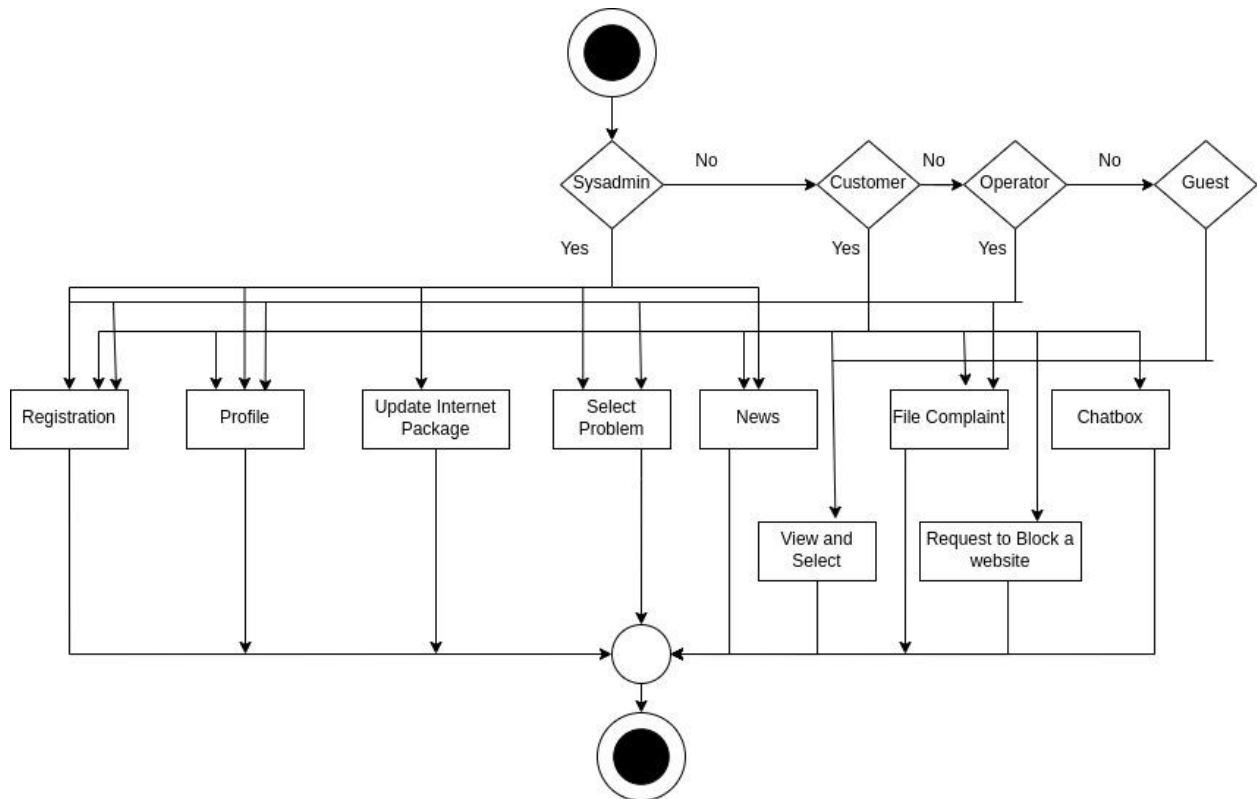 No
No
No
Sysadmin
Customer
Operator
Guest
Yes
Yes
Yes
Registration
Profile
Update Internet
Package
Select
Problem
News
File Complaint
Chatbox
View and
Select
Request to Block a
website